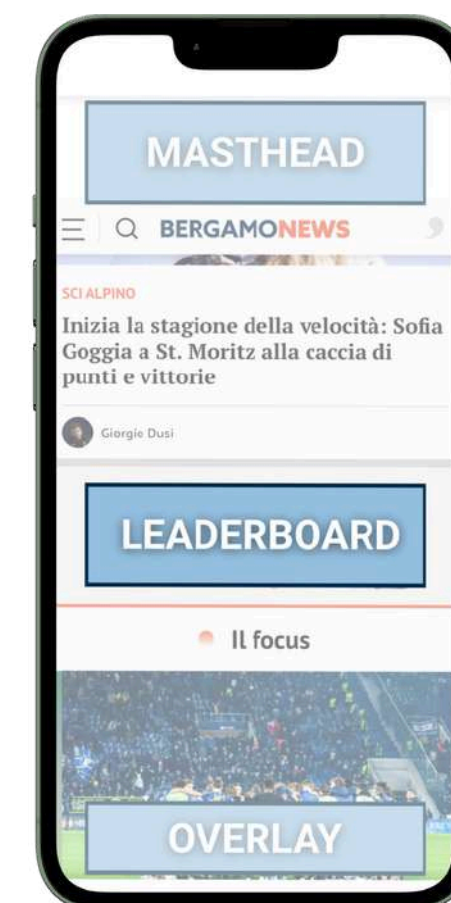 MASTHEAD
BERGAMONEWS
SCI ALPINO
Inizia la stagione della velocità: Sofia
Goggia a St. Moritz alla caccia di
punti e vittorie
Giorgio Dusi
LEADERBOARD
Il focus
OVERLAY